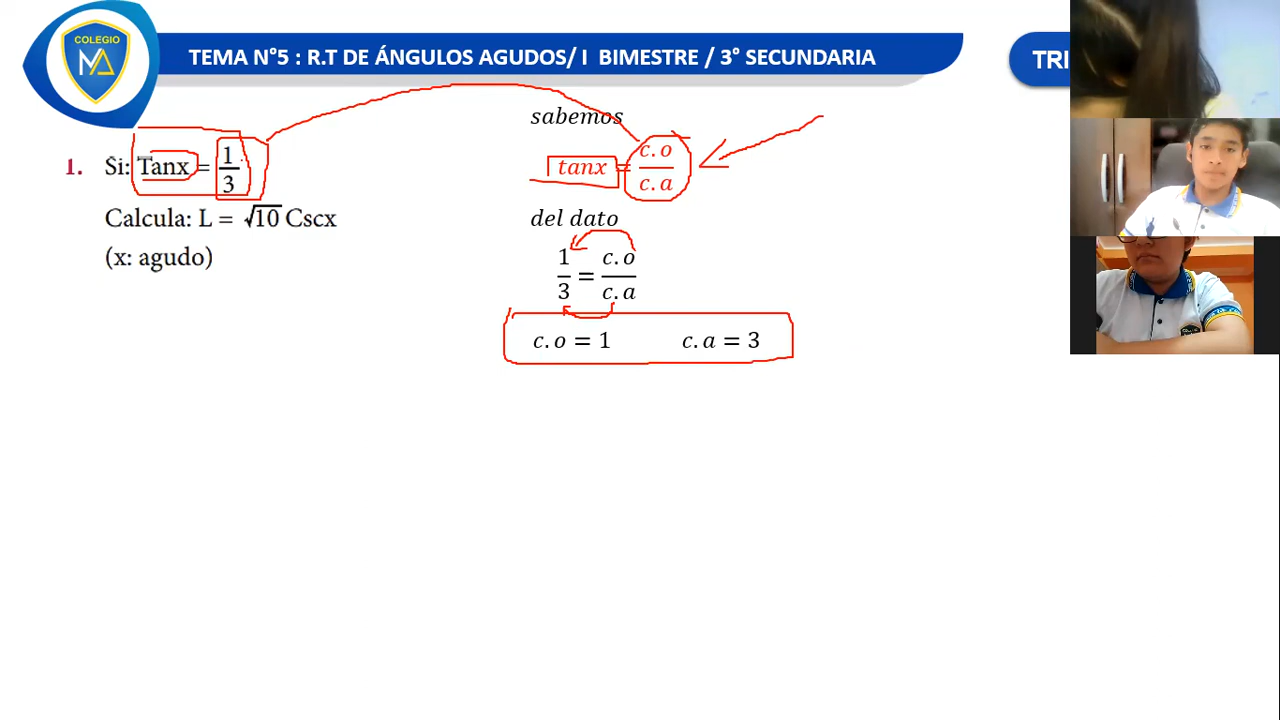 COLEGIO
TEMA N°5 : R.T DE ÁNGULOS AGUDOS/ I BIMESTRE / 3° SECUNDARIA
TRI
1. Si: Tanx = 1/3
Calcula: L = √10 Cscx
(x: agudo)
sabemos
tanx = c.o/c.a
del dato
1/3 = c.o/c.a
c.o = 1 c.a = 3